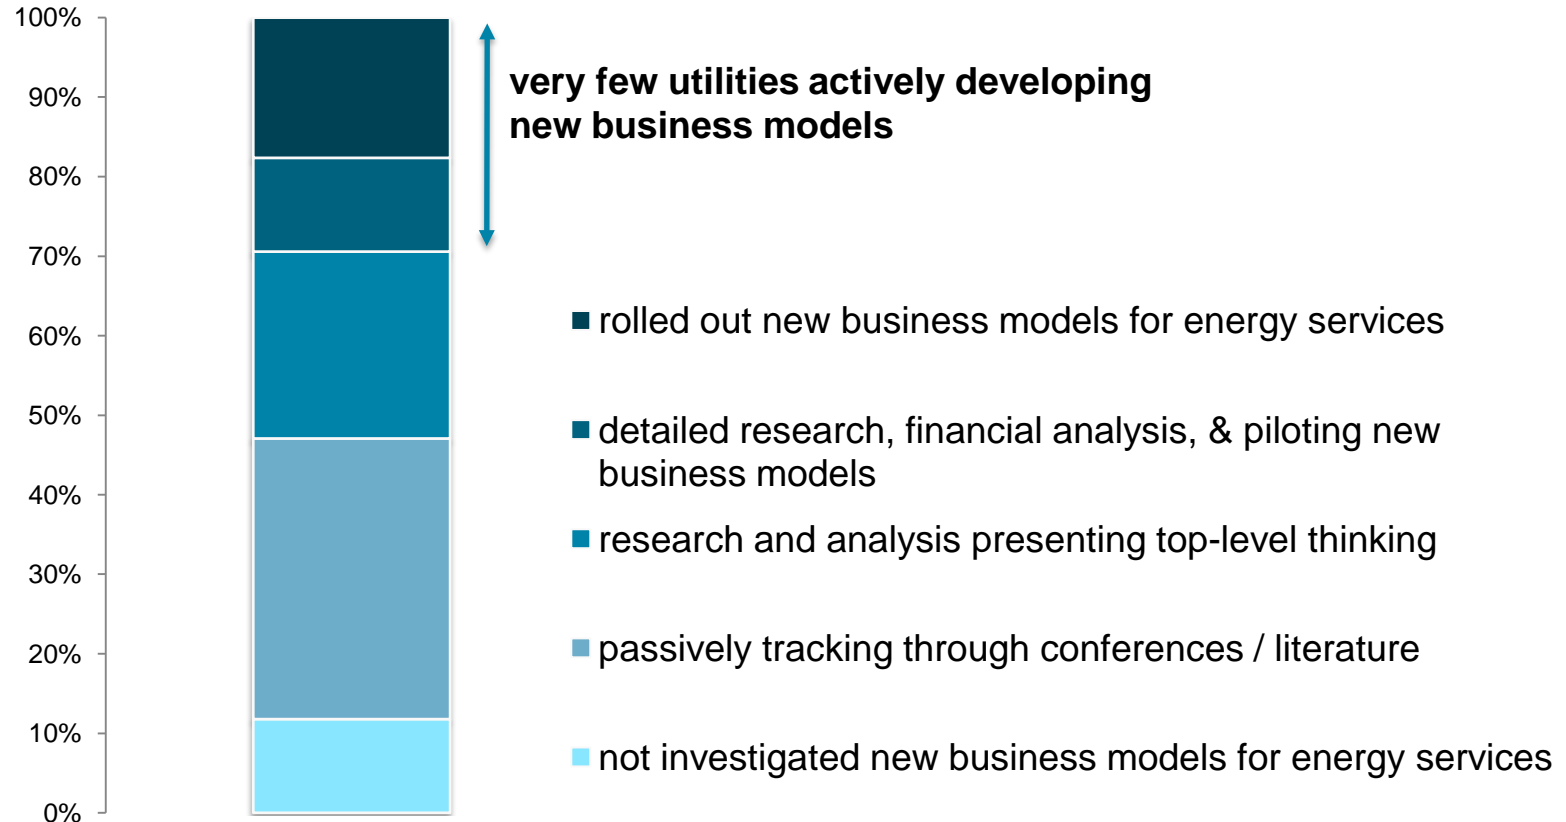 100%
90%
80%
70%
60%
50%
40%
30%
20%
10%
0%
very few utilities actively developing
new business models
rolled out new business models for energy services
detailed research, financial analysis, & piloting new
business models
research and analysis presenting top-level thinking
passively tracking through conferences / literature
not investigated new business models for energy services